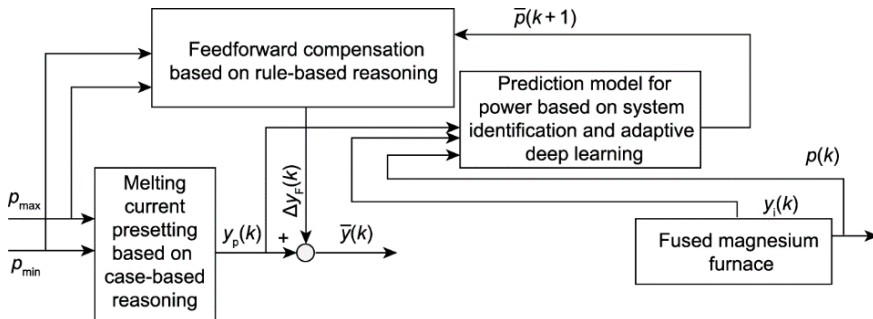 p̅(k+1)
Feedforward compensation
based on rule-based reasoning
Prediction model for
power based on system
identification and adaptive
deep learning
p(k)
Δy_F(k)
p_max
p_min
Melting
current
presetting
based on
case-based
reasoning
y_p(k)
+
y̅(k)
y_i(k)
Fused magnesium
furnace